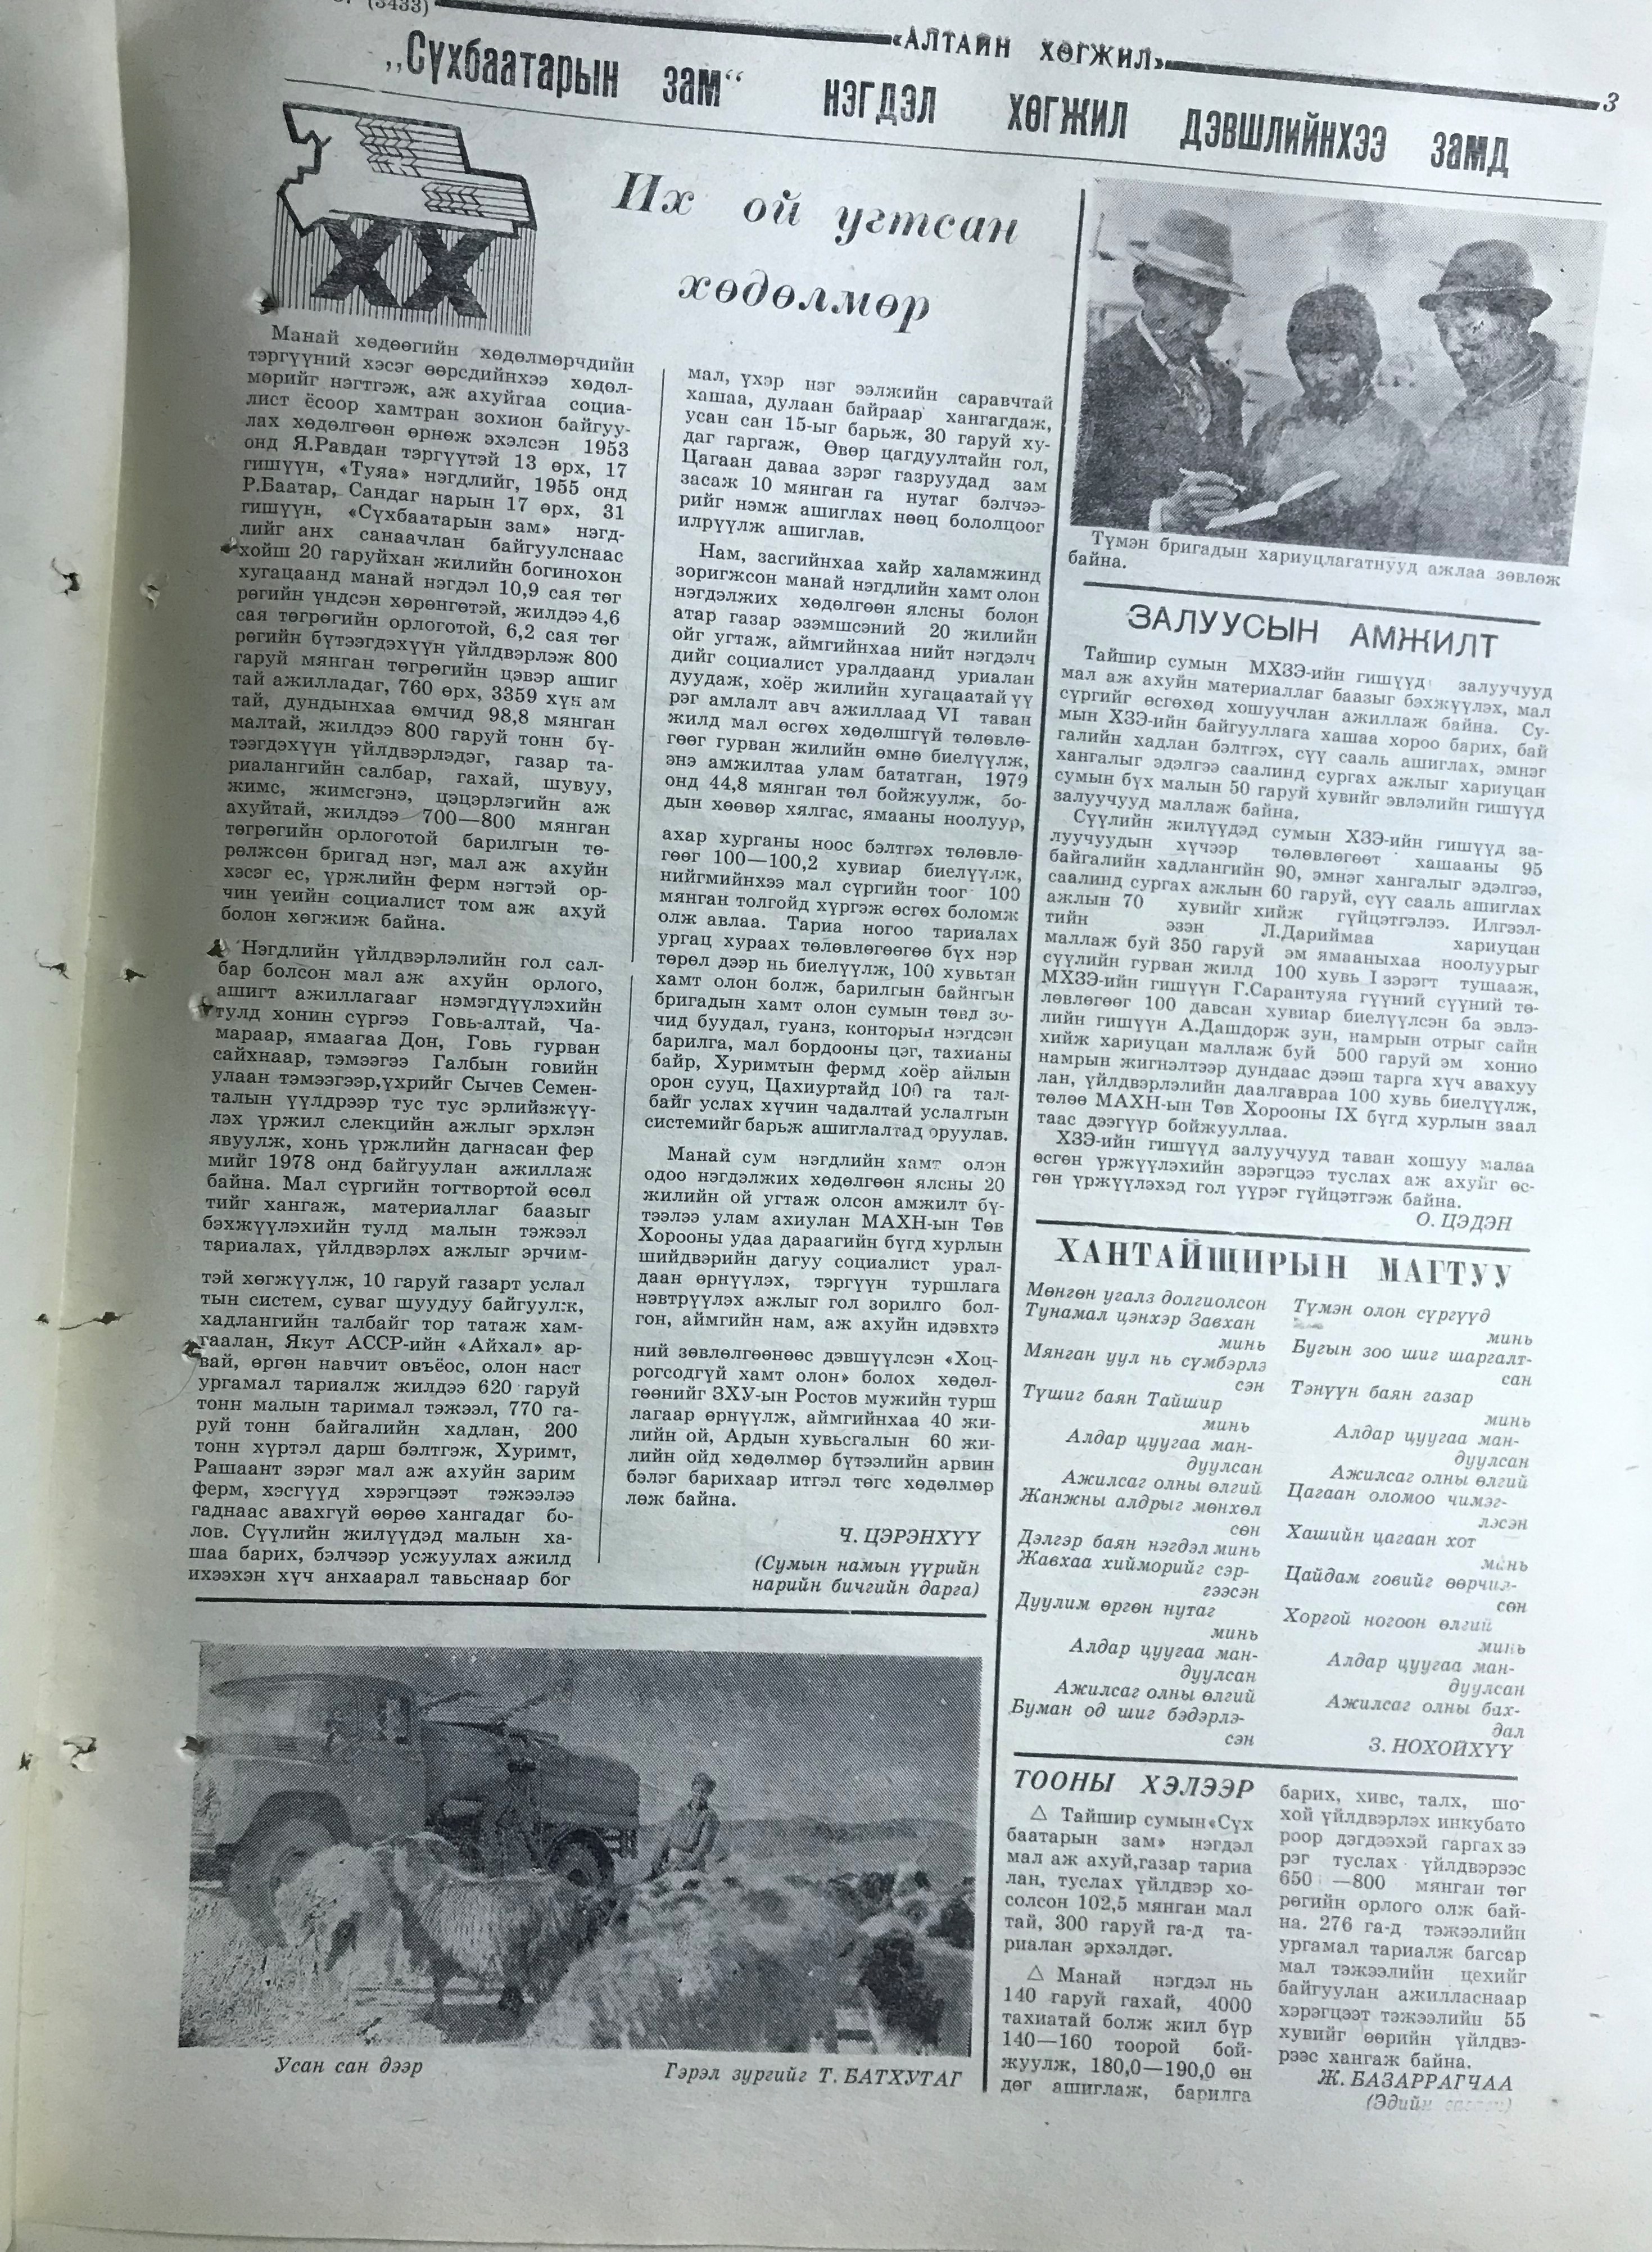 (3433)
«АЛТАЙН ХӨГЖИЛ»
3
„Сүхбаатарын зам“ НЭГДЭЛ ХӨГЖИЛ ДЭВШЛИЙНХЭЭ ЗАМД
XX
Их ой угтсан
хөдөлмөр
Манай хөдөөгийн хөдөлмөрчдийн
тэргүүний хэсэг өөрсдийнхээ хөдөл-
мөрийг нэгтгэж, аж ахуйгаа социа-
лист ёсоор хамтран зохион байгуу-
лах хөдөлгөөн өрнөж эхэлсэн 1953
онд Я.Равдан тэргүүтэй 13 өрх, 17
гишүүн, «Туяа» нэгдлийг, 1955 онд
Р.Баатар, Сандаг нарын 17 өрх, 31
гишүүн, «Сүхбаатарын зам» нэгд-
лийг анх санаачлан байгуулснаас
хойш 20 гаруйхан жилийн богинохон
хугацаанд манай нэгдэл 10,9 сая төг
рөгийн үндсэн хөрөнгөтэй, жилдээ 4,6
сая төгрөгийн орлоготой, 6,2 сая төг
рөгийн бүтээгдэхүүн үйлдвэрлэж 800
гаруй мянган төгрөгийн цэвэр ашиг
тай ажилладаг, 760 өрх, 3359 хүн ам
тай, дундынхаа өмчид 98,8 мянган
малтай, жилдээ 800 гаруй тонн бү-
тээгдэхүүн үйлдвэрлэдэг, газар та-
риалангийн салбар, гахай, шувуу,
жимс, жимсгэнэ, цэцэрлэгийн аж
ахуйтай, жилдээ 700—800 мянган
төгрөгийн орлоготой барилгын тө-
рөлжсөн бригад нэг, мал аж ахуйн
хэсэг ес, үржлийн ферм нэгтэй ор-
чин үеийн социалист том аж ахуй
болон хөгжиж байна.
Нэгдлийн үйлдвэрлэлийн гол сал-
бар болсон мал аж ахуйн орлого,
ашигт ажиллагааг нэмэгдүүлэхийн
тулд хонин сүргээ Говь-алтай, Ча-
мараар, ямаагаа Дон, Говь гурван
сайхнаар, тэмээгээ Галбын говийн
улаан тэмээгээр,үхрийг Сычев Семен-
талын үүлдрээр тус тус эрлийзжүү-
лэх үржил слекцийн ажлыг эрхлэн
явуулж, хонь үржлийн дагнасан фер
мийг 1978 онд байгуулан ажиллаж
байна. Мал сүргийн тогтвортой өсөл
тийг хангаж, материаллаг баазыг
бэхжүүлэхийн тулд малын тэжээл
тариалах, үйлдвэрлэх ажлыг эрчим-
тэй хөгжүүлж, 10 гаруй газарт услал
тын систем, суваг шуудуу байгуулж,
хадлангийн талбайг тор татаж хам-
гаалан, Якут АССР-ийн «Айхал» ар-
вай, өргөн навчит овъёос, олон наст
ургамал тариалж жилдээ 620 гаруй
тонн малын таримал тэжээл, 770 га-
руй тонн байгалийн хадлан, 200
тонн хүртэл дарш бэлтгэж, Хуримт,
Рашаант зэрэг мал аж ахуйн зарим
ферм, хэсгүүд хэрэгцээт тэжээлээ
гаднаас авахгүй өөрөө хангадаг бо-
лов. Сүүлийн жилүүдэд малын ха-
шаа барих, бэлчээр усжуулах ажилд
ихээхэн хүч анхаарал тавьснаар бог
мал, үхэр нэг ээлжийн саравчтай
хашаа, дулаан байраар хангагдаж,
усан сан 15-ыг барьж, 30 гаруй ху-
даг гаргаж, Өвөр цагдуултайн гол,
Цагаан даваа зэрэг газруудад зам
засаж 10 мянган га нутаг бэлчээ-
рийг нэмж ашиглах нөөц бололцоог
илрүүлж ашиглав.
Нам, засгийнхаа хайр халамжинд
зоригжсон манай нэгдлийн хамт олон
нэгдэлжих хөдөлгөөн ялсны болон
атар газар эзэмшсэний 20 жилийн
ойг угтаж, аймгийнхаа нийт нэгдэлч
дийг социалист уралдаанд уриалан
дуудаж, хоёр жилийн хугацаатай үү
рэг амлалт авч ажиллаад VI таван
жилд мал өсгөх хөдөлшгүй төлөвлө-
гөөг гурван жилийн өмнө биелүүлж,
энэ амжилтаа улам бататган, 1979
онд 44,8 мянган төл бойжуулж, бо-
дын хөөвөр хялгас, ямааны ноолуур,
ахар хурганы ноос бэлтгэх төлөвлө-
гөөг 100—100,2 хувиар биелүүлж,
нийгмийнхээ мал сүргийн тоог 100
мянган толгойд хүргэж өсгөх боломж
олж авлаа. Тариа ногоо тариалах
ургац хураах төлөвлөгөөгөө бүх нэр
төрөл дээр нь биелүүлж, 100 хувьтан
хамт олон болж, барилгын байнгын
бригадын хамт олон сумын төвд зо-
чид буудал, гуанз, конторын нэгдсэн
барилга, мал бордооны цэг, тахианы
байр, Хуримтын фермд хоёр айлын
орон сууц, Цахиуртайд 100 га тал-
байг услах хүчин чадалтай услалгын
системийг барьж ашиглалтад оруулав.
Манай сум нэгдлийн хамт олон
одоо нэгдэлжих хөдөлгөөн ялсны 20
жилийн ой угтаж олсон амжилт бү-
тээлээ улам ахиулан МАХН-ын Төв
Хорооны удаа дараагийн бүгд хурлын
шийдвэрийн дагуу социалист урал-
даан өрнүүлэх, тэргүүн туршлага
нэвтрүүлэх ажлыг гол зорилго бол-
гон, аймгийн нам, аж ахуйн идэвхтэ
ний зөвлөлгөөнөөс дэвшүүлсэн «Хоц-
рогсодгүй хамт олон» болох хөдөл-
гөөнийг ЗХУ-ын Ростов мужийн турш
лагаар өрнүүлж, аймгийнхаа 40 жи-
лийн ой, Ардын хувьсгалын 60 жи-
лийн ойд хөдөлмөр бүтээлийн арвин
бэлэг барихаар итгэл төгс хөдөлмөр
лөж байна.
Ч. ЦЭРЭНХҮҮ
(Сумын намын үүрийн
нарийн бичгийн дарга)
Усан сан дээр
Гэрэл зургийг Т. БАТХУТАГ
Түмэн бригадын хариуцлагатнууд ажлаа зөвлөж
байна.
ЗАЛУУСЫН АМЖИЛТ
Тайшир сумын МХЗЭ-ийн гишүүд залуучууд
мал аж ахуйн материаллаг баазыг бэхжүүлэх, мал
сүргийг өсгөхөд хошуучлан ажиллаж байна. Су-
мын ХЗЭ-ийн байгууллага хашаа хороо барих, бай
галийн хадлан бэлтгэх, сүү сааль ашиглах, эмнэг
хангалыг эдэлгээ саалинд сургах ажлыг хариуцан
сумын бүх малын 50 гаруй хувийг эвлэлийн гишүүд
залуучууд маллаж байна.
Сүүлийн жилүүдэд сумын ХЗЭ-ийн гишүүд за-
луучуудын хүчээр төлөвлөгөөт хашааны 95
байгалийн хадлангийн 90, эмнэг хангалыг эдэлгээ,
саалинд сургах ажлын 60 гаруй, сүү сааль ашиглах
ажлын 70 хувийг хийж гүйцэтгэлээ. Илгээл-
тийн эзэн Л.Дариймаа хариуцан
маллаж буй 350 гаруй эм ямааныхаа ноолуурыг
сүүлийн гурван жилд 100 хувь I зэрэгт тушааж,
МХЗЭ-ийн гишүүн Г.Сарантуяа гүүний сүүний тө-
лөвлөгөөг 100 давсан хувиар биелүүлсэн ба эвлэ-
лийн гишүүн А.Дашдорж зун, намрын отрыг сайн
хийж хариуцан маллаж буй 500 гаруй эм хонио
намрын жигнэлтээр дундаас дээш тарга хүч авахуу
лан, үйлдвэрлэлийн даалгавраа 100 хувь биелүүлж,
төлөө МАХН-ын Төв Хорооны IX бүгд хурлын заал
таас дээгүүр бойжууллаа.
ХЗЭ-ийн гишүүд залуучууд таван хошуу малаа
өсгөн үржүүлэхийн зэрэгцээ туслах аж ахуйг өс-
гөн үржүүлэхэд гол үүрэг гүйцэтгэж байна.
О. ЦЭДЭН
ХАНТАЙШИРЫН МАГТУУ
Мөнгөн угалз долгиолсон
Тунамал цэнхэр Завхан
минь
Мянган уул нь сүмбэрлэ
сэн
Түшиг баян Тайшир
минь
Алдар цуугаа ман-
дуулсан
Ажилсаг олны өлгий
Жанжны алдрыг мөнхөл
сөн
Дэлгэр баян нэгдэл минь
Жавхаа хийморийг сэр-
гээсэн
Дуулим өргөн нутаг
минь
Алдар цуугаа ман-
дуулсан
Ажилсаг олны өлгий
Буман од шиг бэдэрлэ-
сэн
Түмэн олон сүргүүд
минь
Бугын зоо шиг шаргалт-
сан
Тэнүүн баян газар
минь
Алдар цуугаа ман-
дуулсан
Ажилсаг олны өлгий
Цагаан оломоо чимэг-
лэсэн
Хашийн цагаан хот
минь
Цайдам говийг өөрчил-
сөн
Хоргой ногоон өлгий
минь
Алдар цуугаа ман-
дуулсан
Ажилсаг олны бах-
дал
З. НОХОЙХҮҮ
ТООНЫ ХЭЛЭЭР
△ Тайшир сумын«Сүх
баатарын зам» нэгдэл
мал аж ахуй,газар тариа
лан, туслах үйлдвэр хо-
солсон 102,5 мянган мал
тай, 300 гаруй га-д та-
риалан эрхэлдэг.
△ Манай нэгдэл нь
140 гаруй гахай, 4000
тахиатай болж жил бүр
140—160 тоорой бой-
жуулж, 180,0—190,0 өн
дөг ашиглаж, барилга
барих, хивс, талх, шо-
хой үйлдвэрлэх инкубато
роор дэгдээхэй гаргах зэ
рэг туслах үйлдвэрээс
650—800 мянган төг
рөгийн орлого олж бай-
на. 276 га-д тэжээлийн
ургамал тариалж багсар
мал тэжээлийн цехийг
байгуулан ажилласнаар
хэрэгцээт тэжээлийн 55
хувийг өөрийн үйлдвэ-
рээс хангаж байна.
Ж. БАЗАРРАГЧАА
(Эдийн